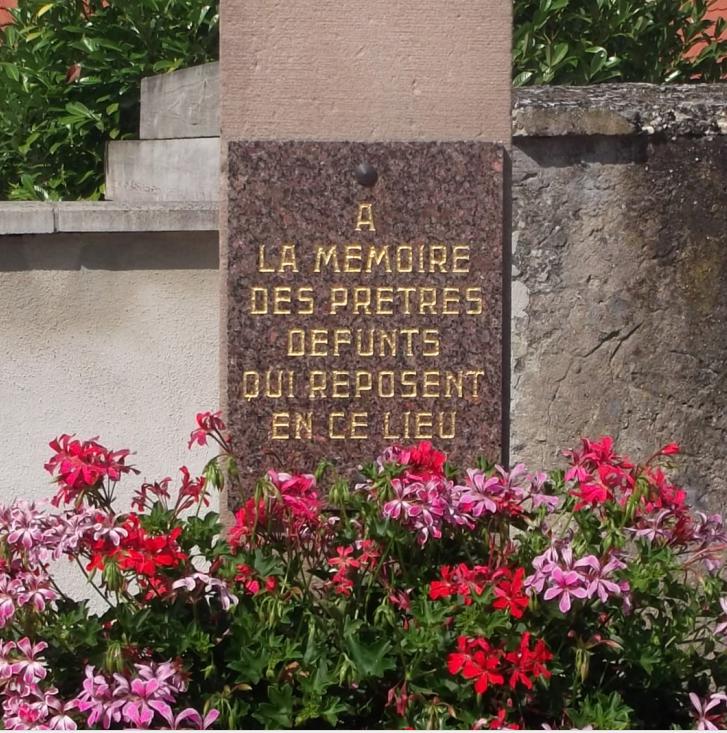 A
LA MEMOIRE
DES PRETRES
DEFUNTS
QUI REPOSENT
EN CE LIEU